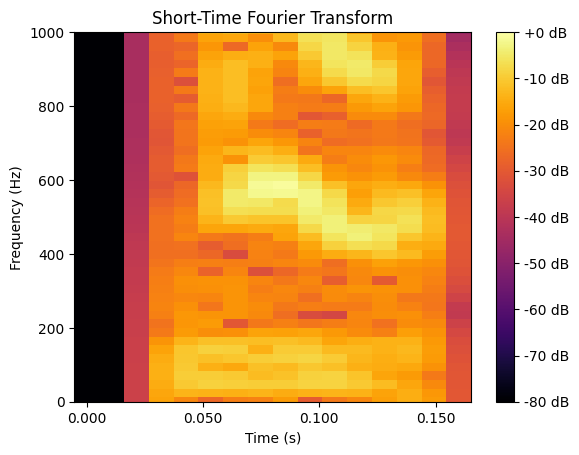 Short-Time Fourier Transform
1000
800
600
400
200
0
Frequency (Hz)
0.000
0.050
0.100
0.150
Time (s)
+0 dB
-10 dB
-20 dB
-30 dB
-40 dB
-50 dB
-60 dB
-70 dB
-80 dB